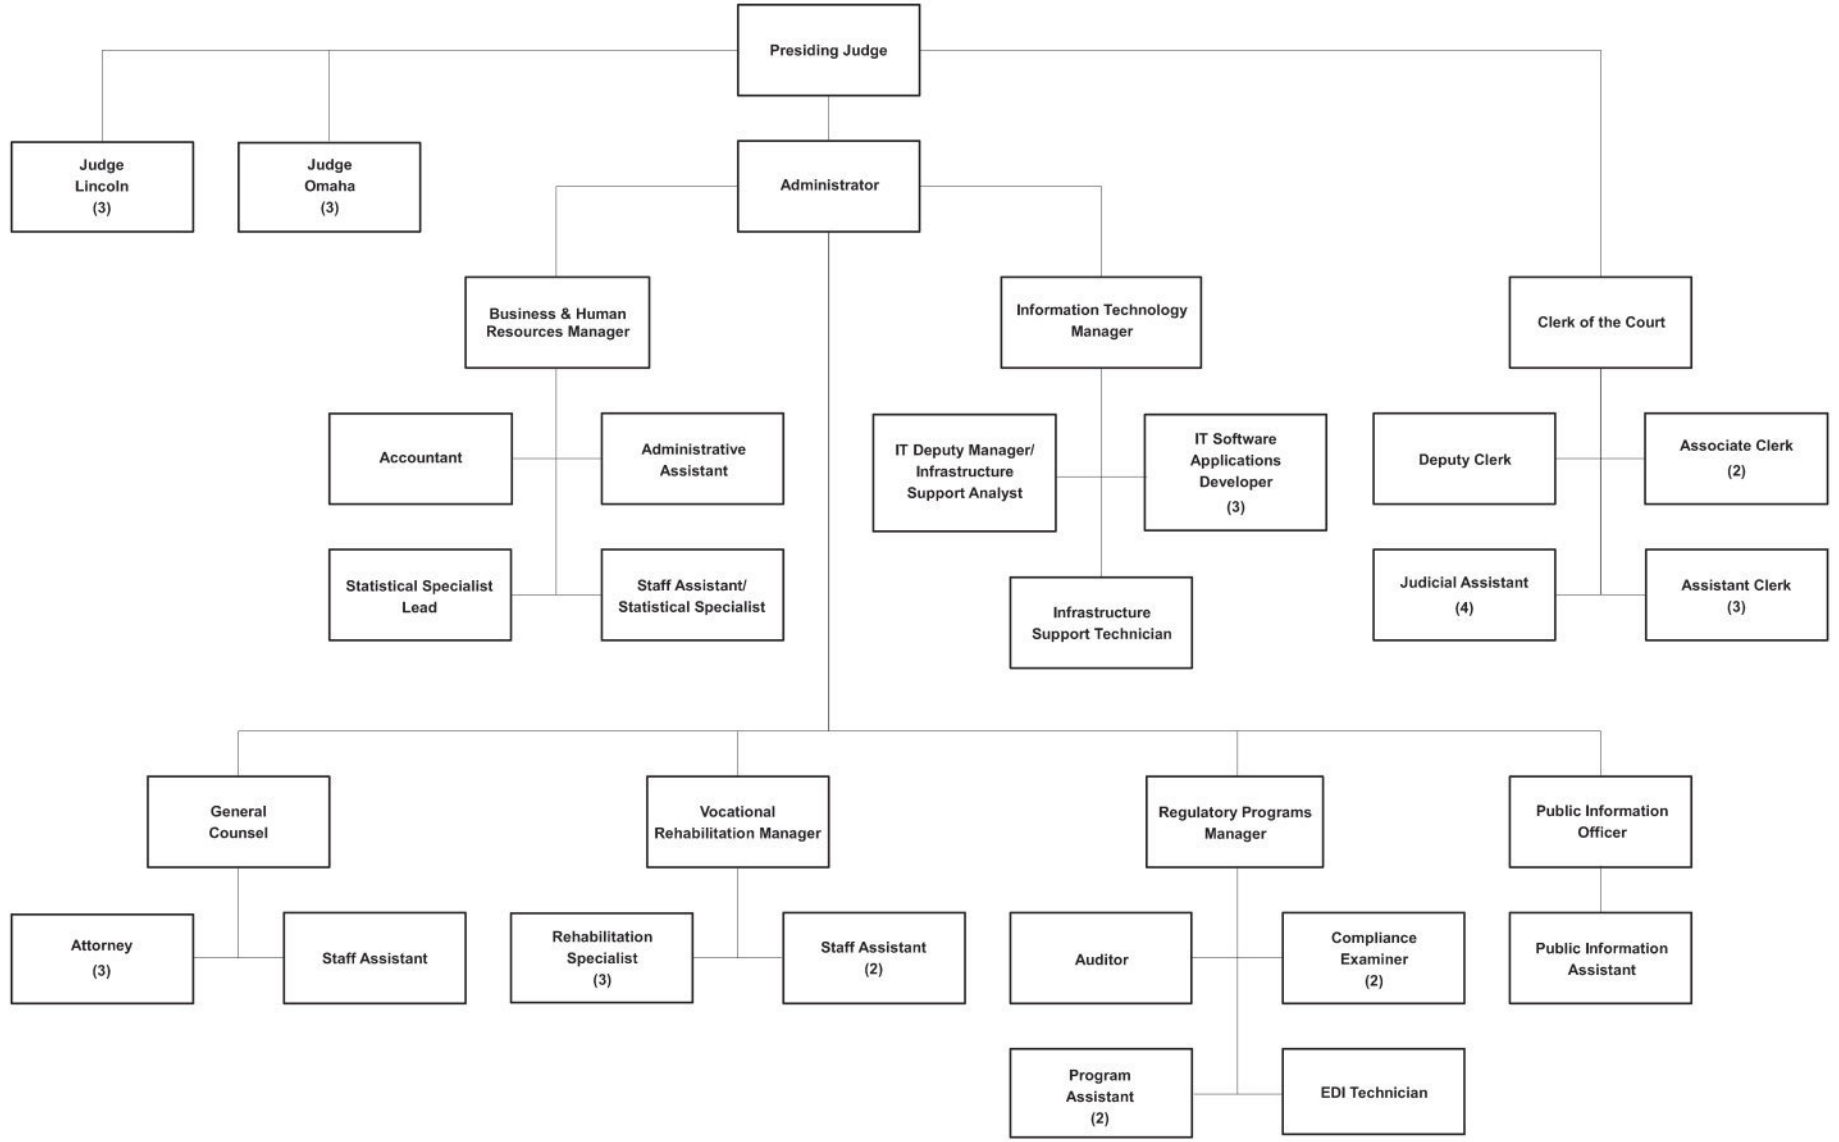 Presiding Judge
Judge
Lincoln
(3)
Judge
Omaha
(3)
Administrator
Business & Human
Resources Manager
Information Technology
Manager
Clerk of the Court
Accountant
Administrative
Assistant
IT Deputy Manager/
Infrastructure
Support Analyst
IT Software
Applications
Developer
(3)
Deputy Clerk
Associate Clerk
(2)
Statistical Specialist
Lead
Staff Assistant/
Statistical Specialist
Infrastructure
Support Technician
Judicial Assistant
(4)
Assistant Clerk
(3)
General
Counsel
Vocational
Rehabilitation Manager
Regulatory Programs
Manager
Public Information
Officer
Attorney
(3)
Staff Assistant
Rehabilitation
Specialist
(3)
Staff Assistant
(2)
Auditor
Compliance
Examiner
(2)
Public Information
Assistant
Program
Assistant
(2)
EDI Technician